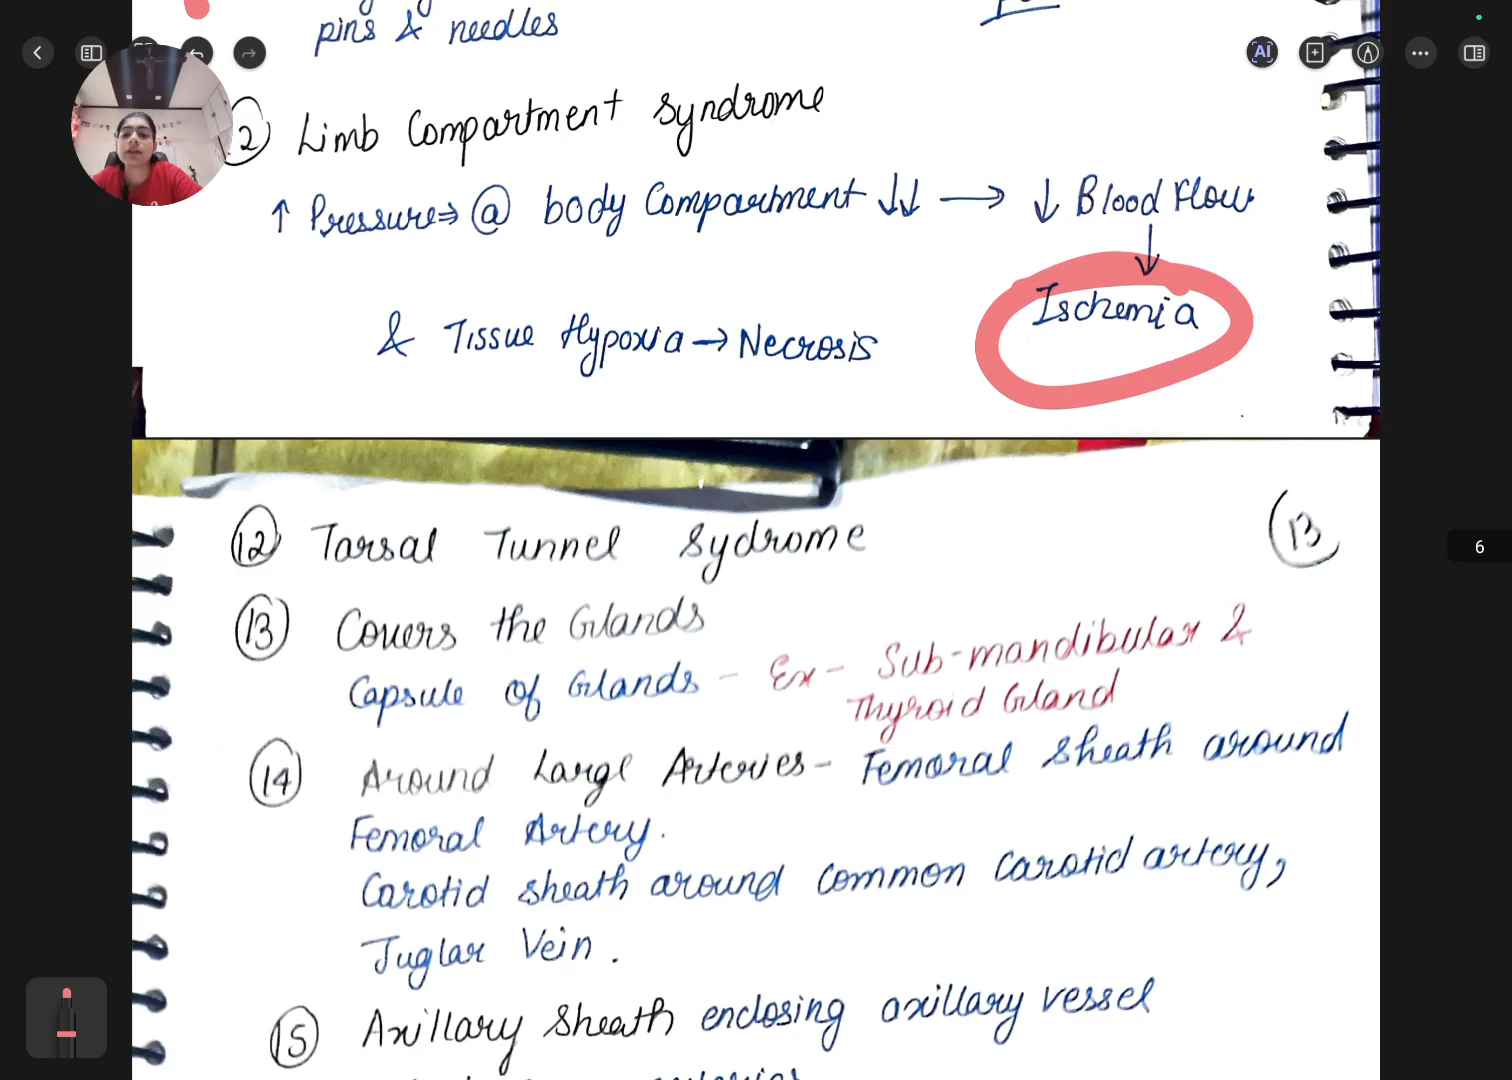 pins & needles
② Limb Compartment Syndrome
↑ Pressure ⇒ @ body Compartment ↓↓ → ↓ Blood Flow
↓
Ischemia
& Tissue Hypoxia → Necrosis
AI
13
⑫ Tarsal Tunnel Sydrome
6
⑬ Covers the Glands
Capsule of Glands - Ex - Sub-mandibular &
Thyroid Gland
⑭ Around Large Arteries - Femoral Sheath around
Femoral Artery.
Carotid sheath around common carotid artery,
Juglar Vein.
⑮ Axillary Sheath enclosing axillary vessel